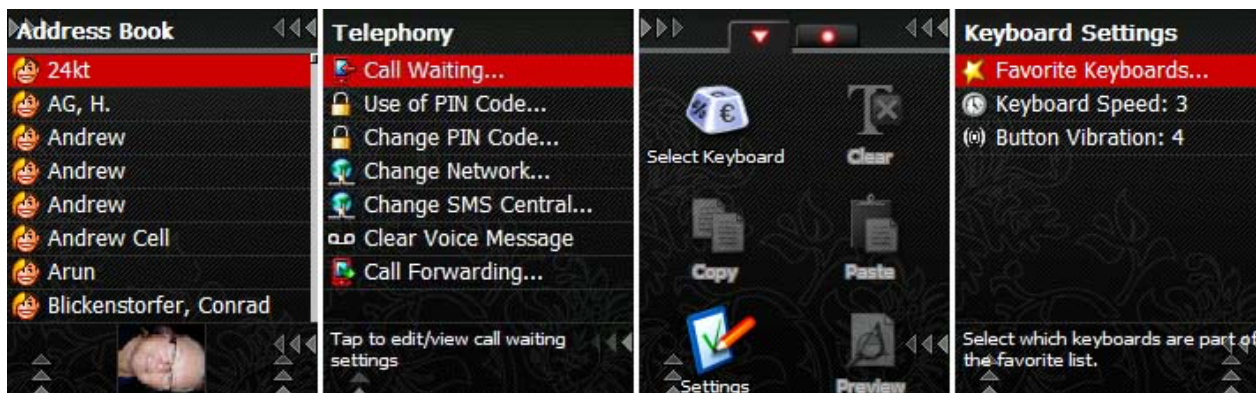 Address Book
24kt
AG, H.
Andrew
Andrew
Andrew
Andrew Cell
Arun
Blickenstorfer, Conrad
Telephony
Call Waiting...
Use of PIN Code...
Change PIN Code...
Change Network...
Change SMS Central...
Clear Voice Message
Call Forwarding...
Tap to edit/view call waiting
settings
Select Keyboard
Clear
Copy
Paste
Settings
Preview
Keyboard Settings
Favorite Keyboards...
Keyboard Speed: 3
Button Vibration: 4
Select which keyboards are part of
the favorite list.